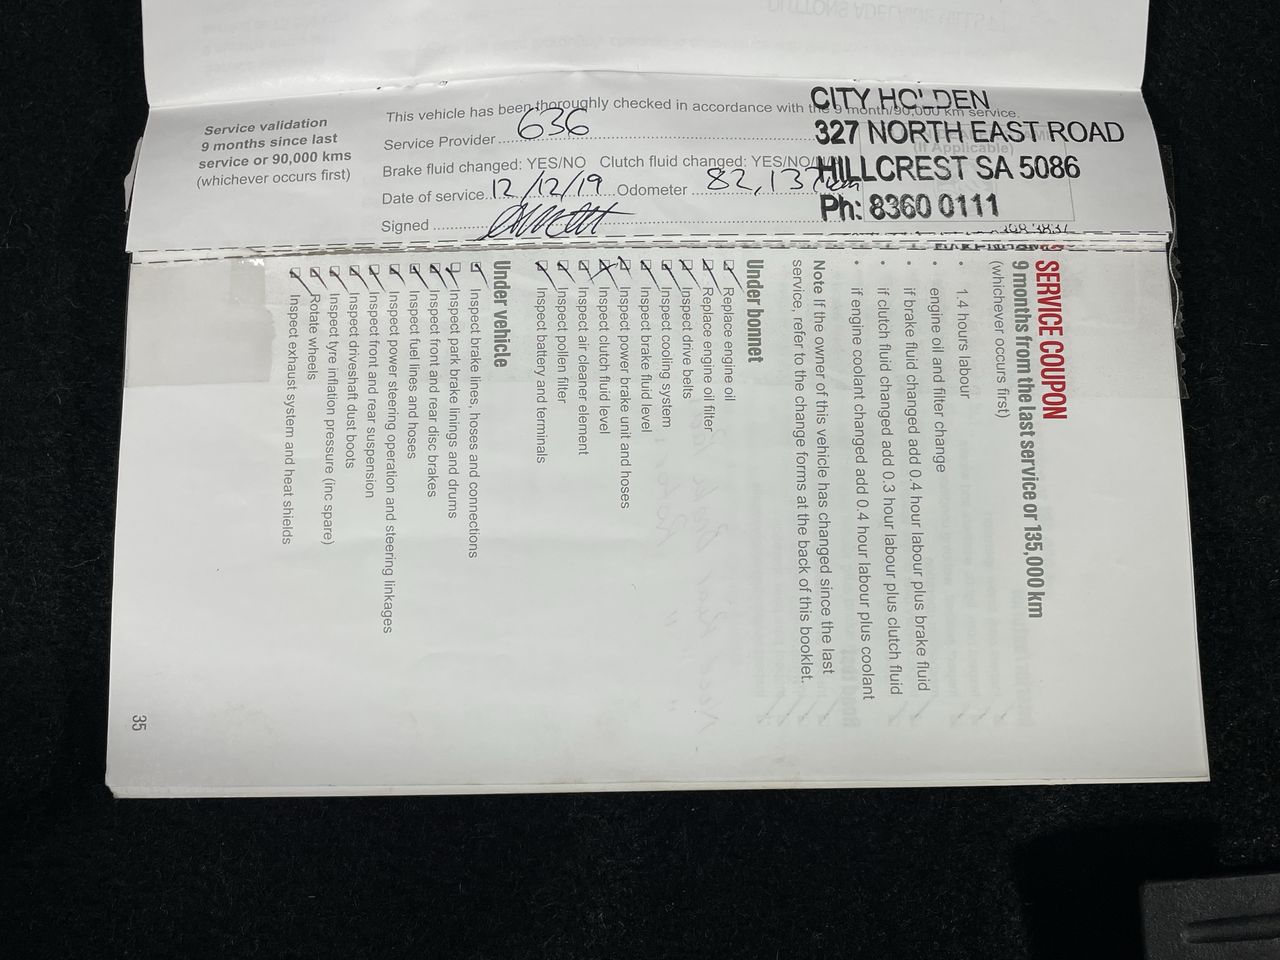 Service validation
9 months since last
service or 90,000 kms
(whichever occurs first)
This vehicle has been thoroughly checked in accordance with the 9 month/90,000 km service.
Service Provider 636
Brake fluid changed: YES/NO Clutch fluid changed: YES/NO/
Date of service 12/12/19 Odometer 82,137 km
Signed
CITY HOLDEN
327 NORTH EAST ROAD
(If Applicable)
HILLCREST SA 5086
Ph: 8360 0111
SERVICE COUPON
9 months from the last service or 135,000 km
(whichever occurs first)
• 1.4 hours labour
• engine oil and filter change
• if brake fluid changed add 0.4 hour labour plus brake fluid
• if clutch fluid changed add 0.3 hour labour plus clutch fluid
• if engine coolant changed add 0.4 hour labour plus coolant
Note If the owner of this vehicle has changed since the last
service, refer to the change forms at the back of this booklet.
Under bonnet
Replace engine oil
Replace engine oil filter
Inspect drive belts
Inspect cooling system
Inspect brake fluid level
Inspect power brake unit and hoses
Inspect clutch fluid level
Inspect air cleaner element
Inspect pollen filter
Inspect battery and terminals
Under vehicle
Inspect brake lines, hoses and connections
Inspect park brake linings and drums
Inspect front and rear disc brakes
Inspect fuel lines and hoses
Inspect power steering operation and steering linkages
Inspect front and rear suspension
Inspect driveshaft dust boots
Inspect tyre inflation pressure (inc spare)
Rotate wheels
Inspect exhaust system and heat shields
35